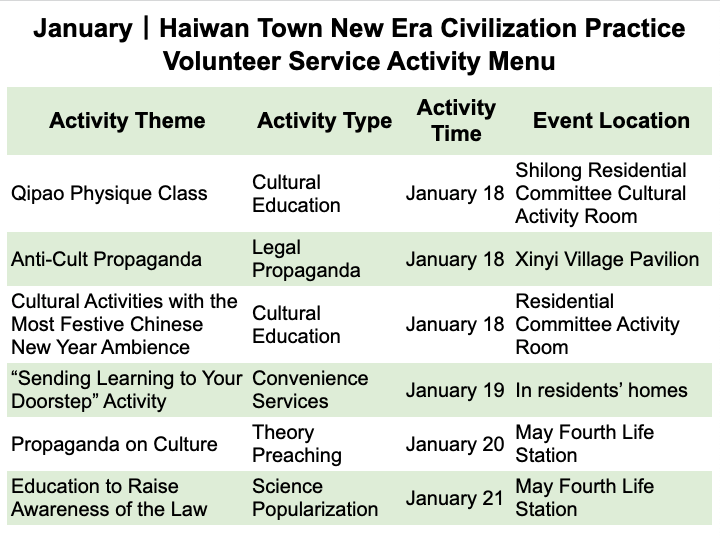 January｜Haiwan Town New Era Civilization Practice
Volunteer Service Activity Menu
Activity Theme
Activity Type
Activity
Time
Event Location
Qipao Physique Class
Cultural
Education
January 18
Shilong Residential
Committee Cultural
Activity Room
Anti-Cult Propaganda
Legal
Propaganda
January 18
Xinyi Village Pavilion
Cultural Activities with the
Most Festive Chinese
New Year Ambience
Cultural
Education
January 18
Residential
Committee Activity
Room
“Sending Learning to Your
Doorstep” Activity
Convenience
Services
January 19
In residents’ homes
Propaganda on Culture
Theory
Preaching
January 20
May Fourth Life
Station
Education to Raise
Awareness of the Law
Science
Popularization
January 21
May Fourth Life
Station